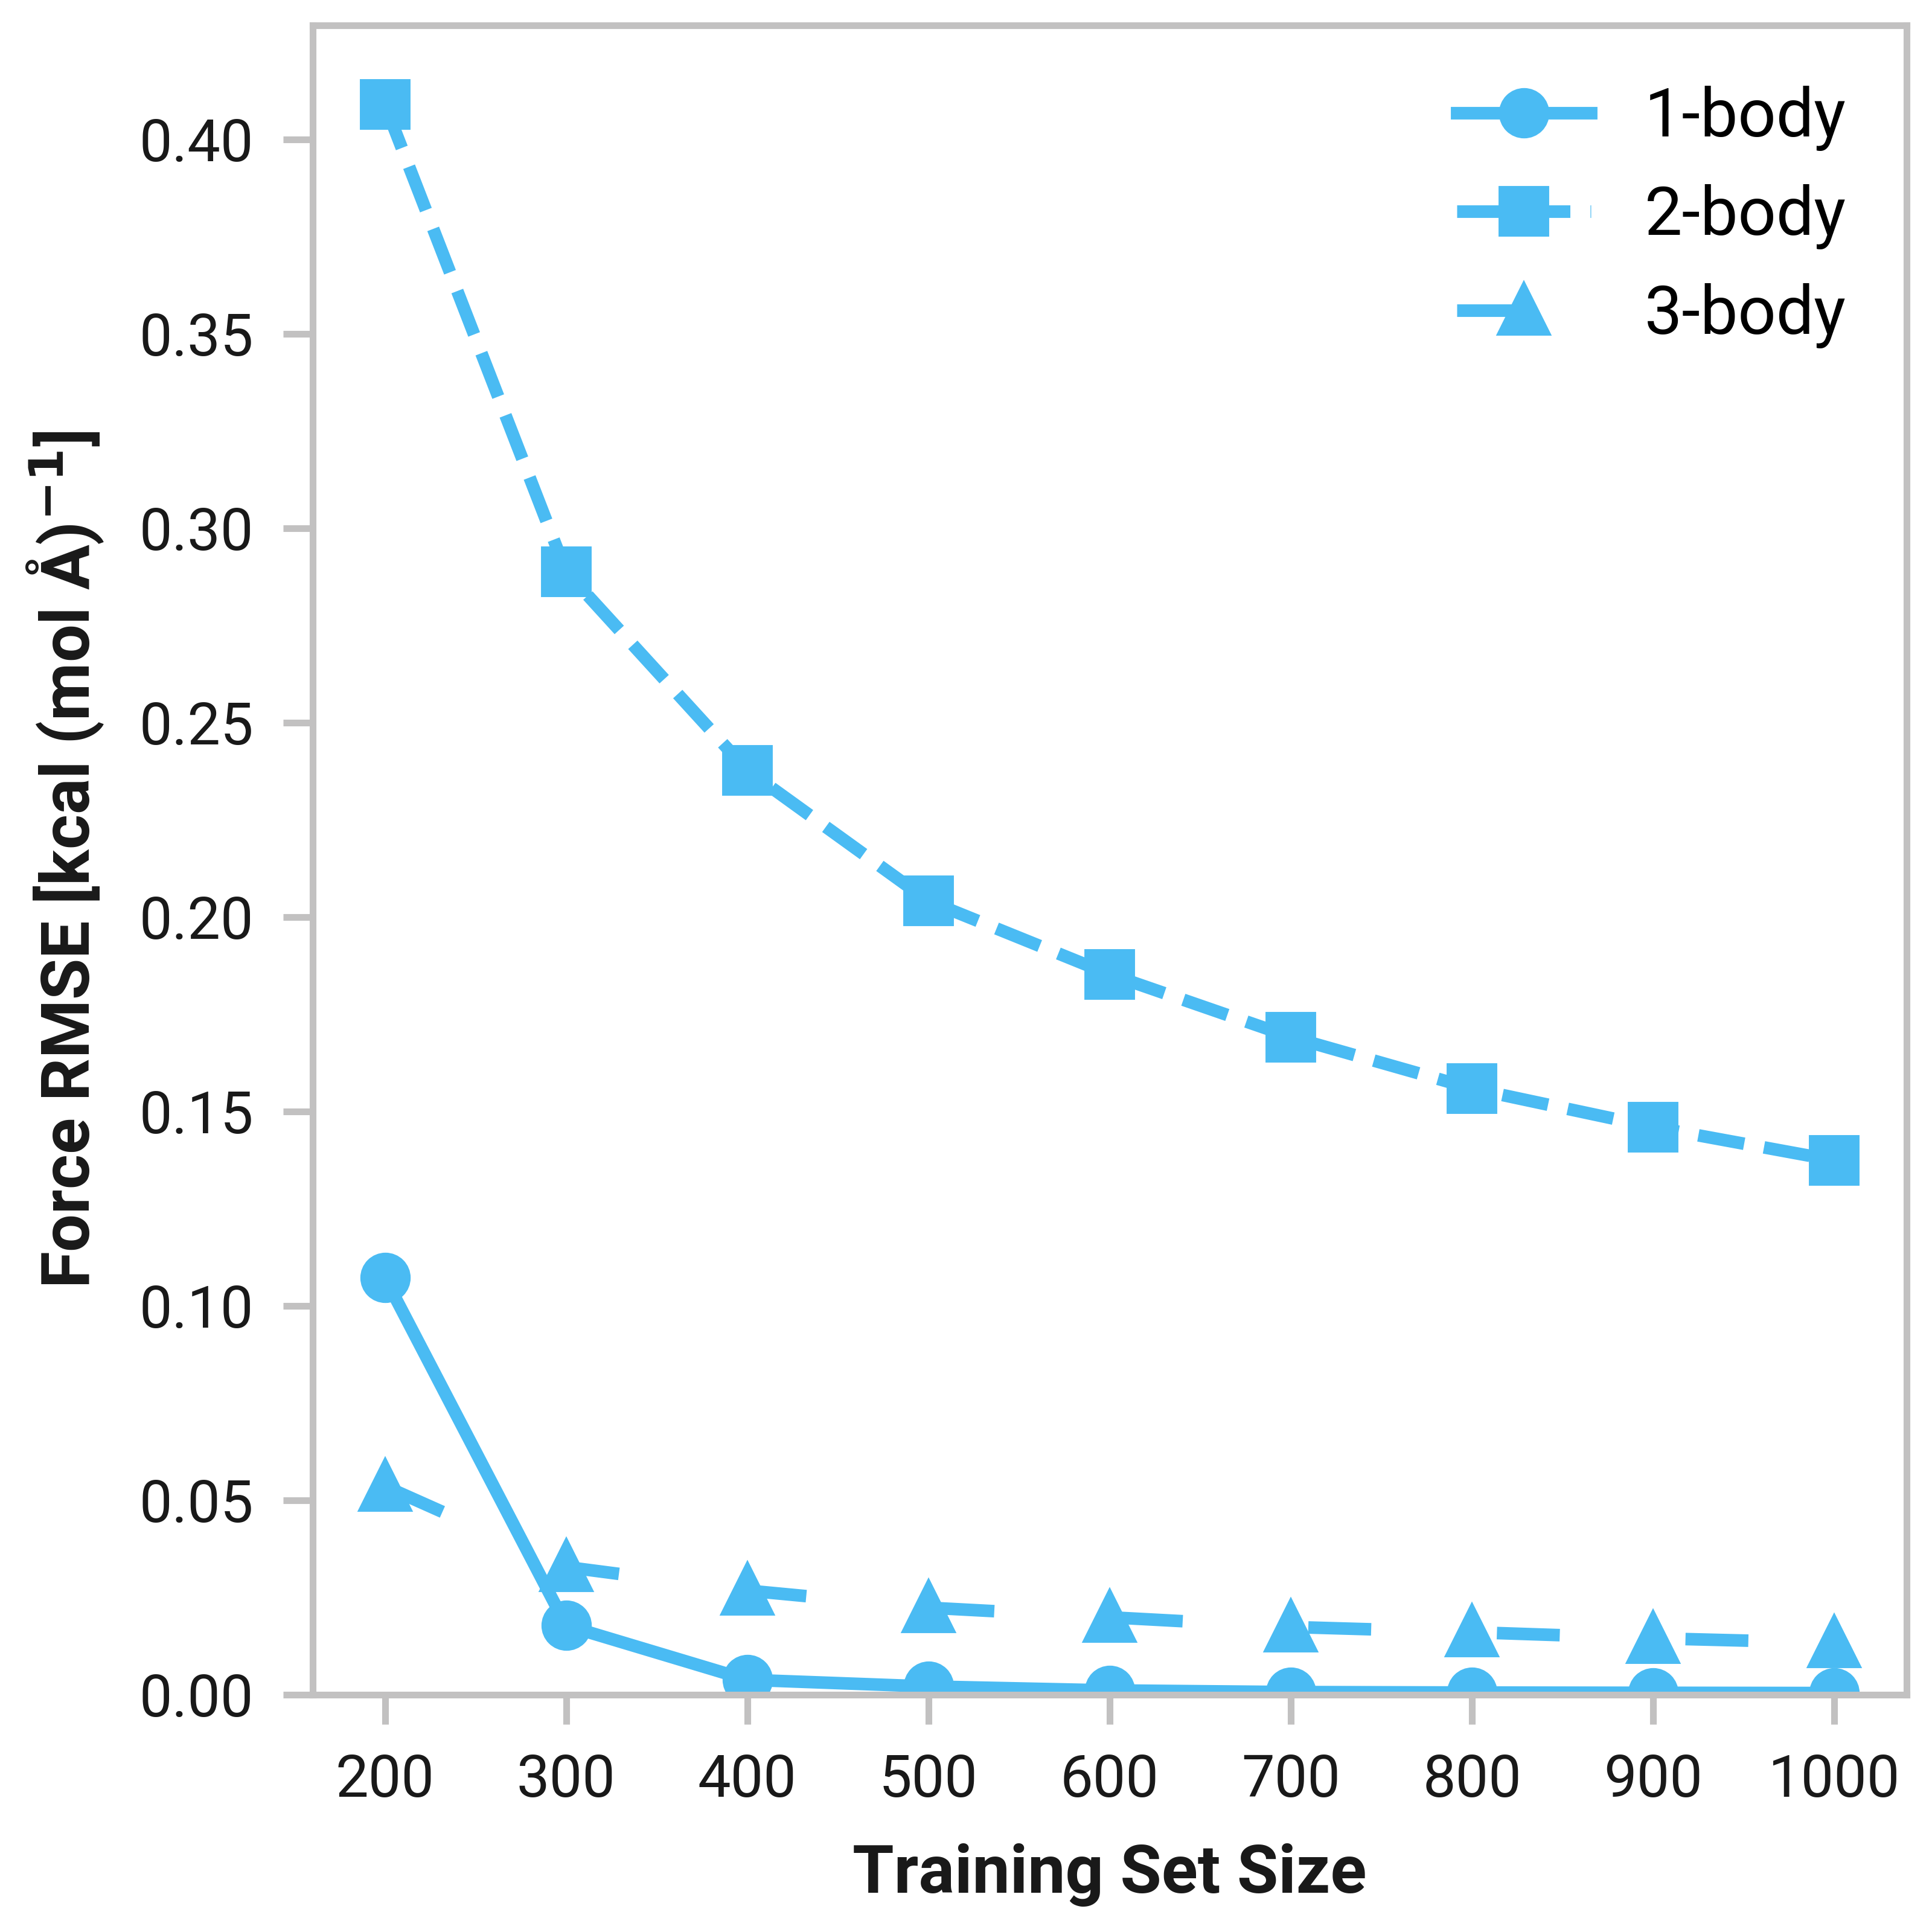 1-body
2-body
3-body
Force RMSE [kcal (mol Å)⁻¹]
0.40
0.35
0.30
0.25
0.20
0.15
0.10
0.05
0.00
200 300 400 500 600 700 800 900 1000
Training Set Size